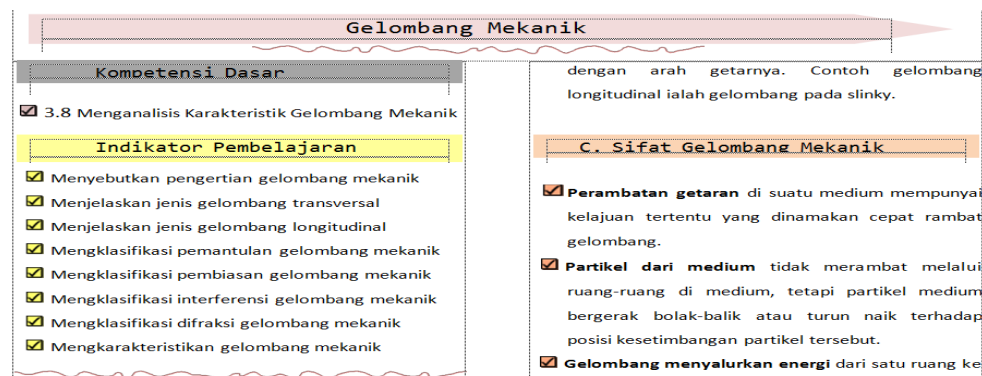 Gelombang Mekanik
Kompetensi Dasar
3.8 Menganalisis Karakteristik Gelombang Mekanik
Indikator Pembelajaran
Menyebutkan pengertian gelombang mekanik
Menjelaskan jenis gelombang transversal
Menjelaskan jenis gelombang longitudinal
Mengklasifikasi pemantulan gelombang mekanik
Mengklasifikasi pembiasan gelombang mekanik
Mengklasifikasi interferensi gelombang mekanik
Mengklasifikasi difraksi gelombang mekanik
Mengkarakteristikan gelombang mekanik
dengan arah getarnya. Contoh gelombang
longitudinal ialah gelombang pada slinky.
C. Sifat Gelombang Mekanik
Perambatan getaran di suatu medium mempunyai
kelajuan tertentu yang dinamakan cepat rambat
gelombang.
Partikel dari medium tidak merambat melalui
ruang-ruang di medium, tetapi partikel medium
bergerak bolak-balik atau turun naik terhadap
posisi kesetimbangan partikel tersebut.
Gelombang menyalurkan energi dari satu ruang ke